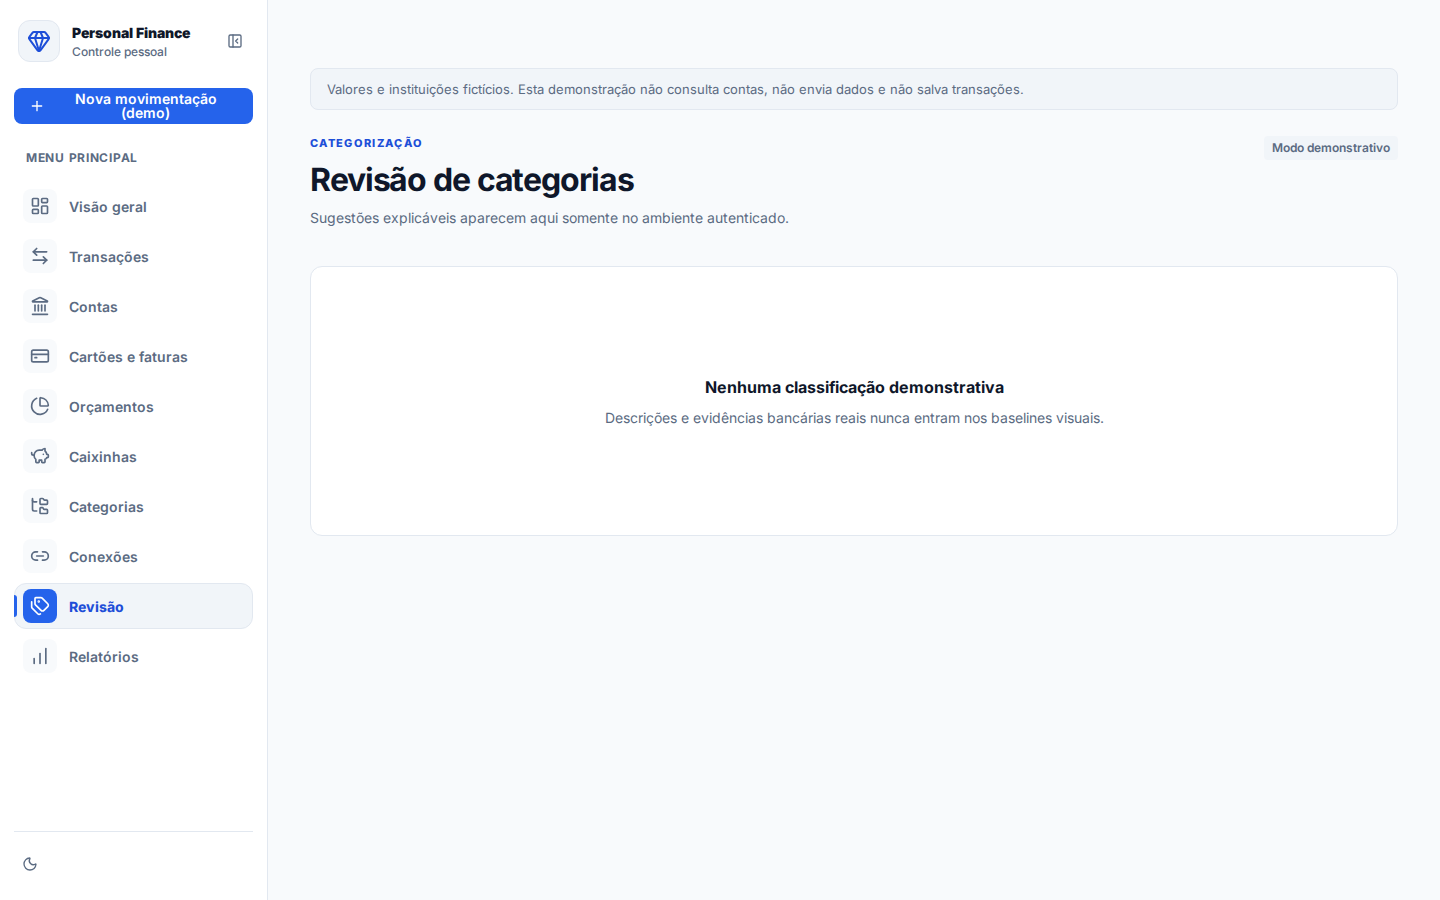 Personal Finance
Controle pessoal
Nova movimentação
(demo)
MENU PRINCIPAL
Visão geral
Transações
Contas
Cartões e faturas
Orçamentos
Caixinhas
Categorias
Conexões
Revisão
Relatórios
Valores e instituições fictícios. Esta demonstração não consulta contas, não envia dados e não salva transações.
CATEGORIZAÇÃO
Modo demonstrativo
Revisão de categorias
Sugestões explicáveis aparecem aqui somente no ambiente autenticado.
Nenhuma classificação demonstrativa
Descrições e evidências bancárias reais nunca entram nos baselines visuais.